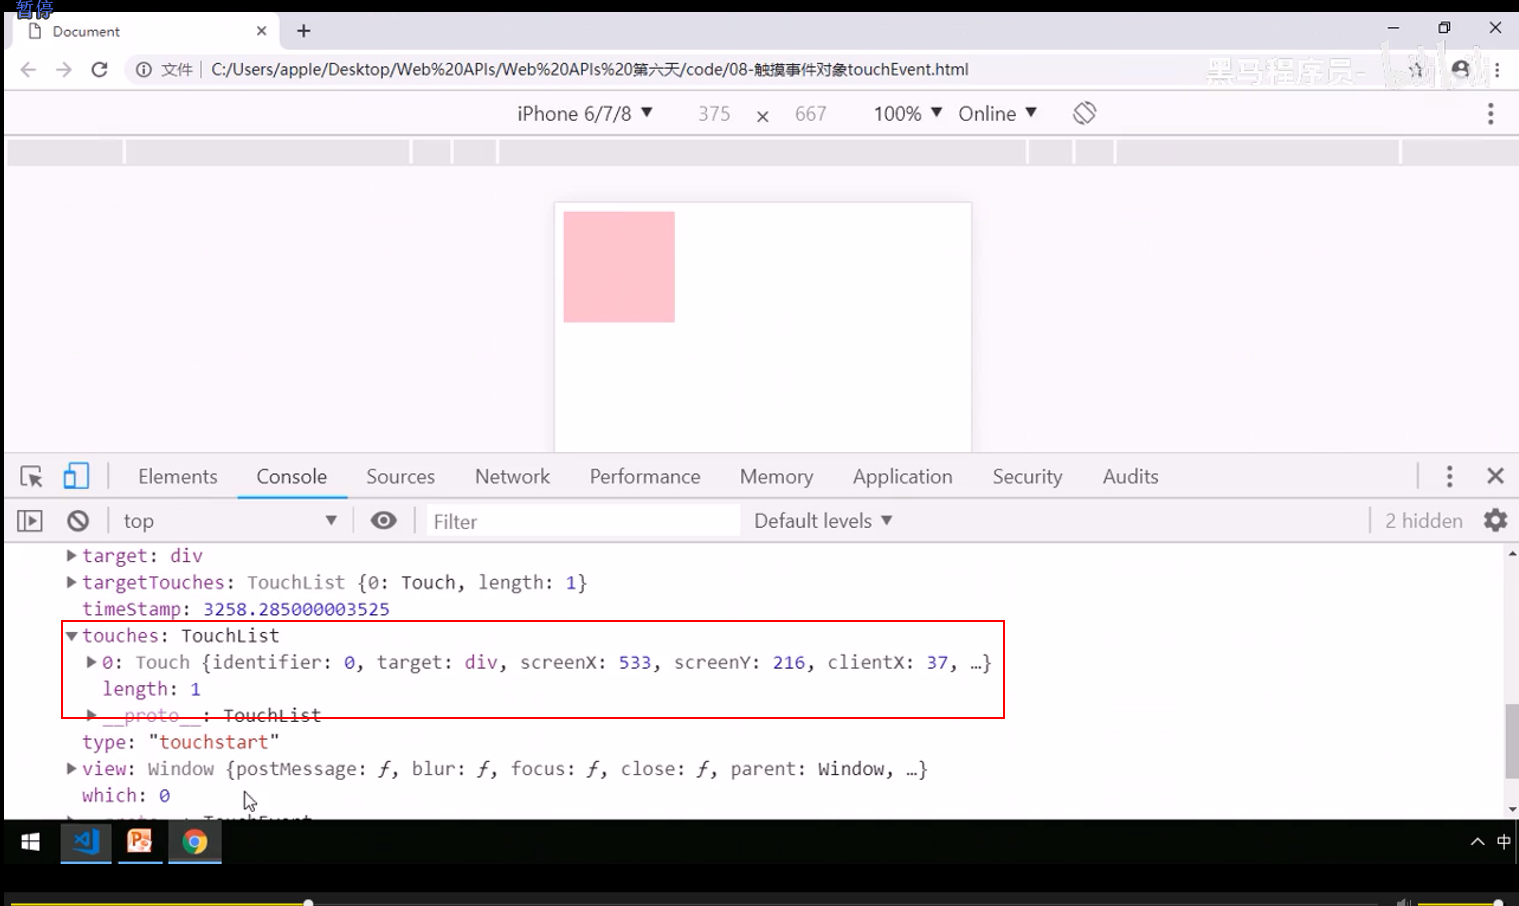 暂停
Document
文件 C:/Users/apple/Desktop/Web%20APIs/Web%20APIs%20第六天/code/08-触摸事件对象touchEvent.html
黑马程序员- bilibili
iPhone 6/7/8 ▼ 375 × 667 100% ▼ Online ▼
Elements Console Sources Network Performance Memory Application Security Audits
top ▼ Filter Default levels ▼ 2 hidden
▶ target: div
▶ targetTouches: TouchList {0: Touch, length: 1}
timeStamp: 3258.285000003525
▼ touches: TouchList
▶ 0: Touch {identifier: 0, target: div, screenX: 533, screenY: 216, clientX: 37, …}
length: 1
▶ __proto__: TouchList
type: "touchstart"
▶ view: Window {postMessage: ƒ, blur: ƒ, focus: ƒ, close: ƒ, parent: Window, …}
which: 0
▶ __proto__: TouchEvent
中